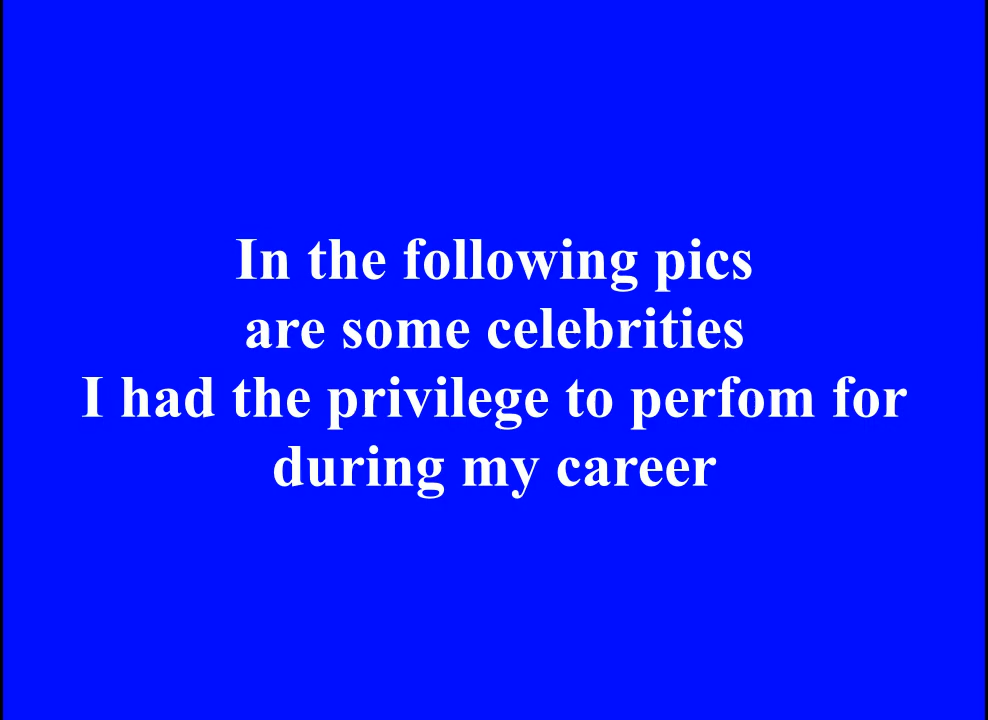 In the following pics
are some celebrities
I had the privilege to perfom for
during my career